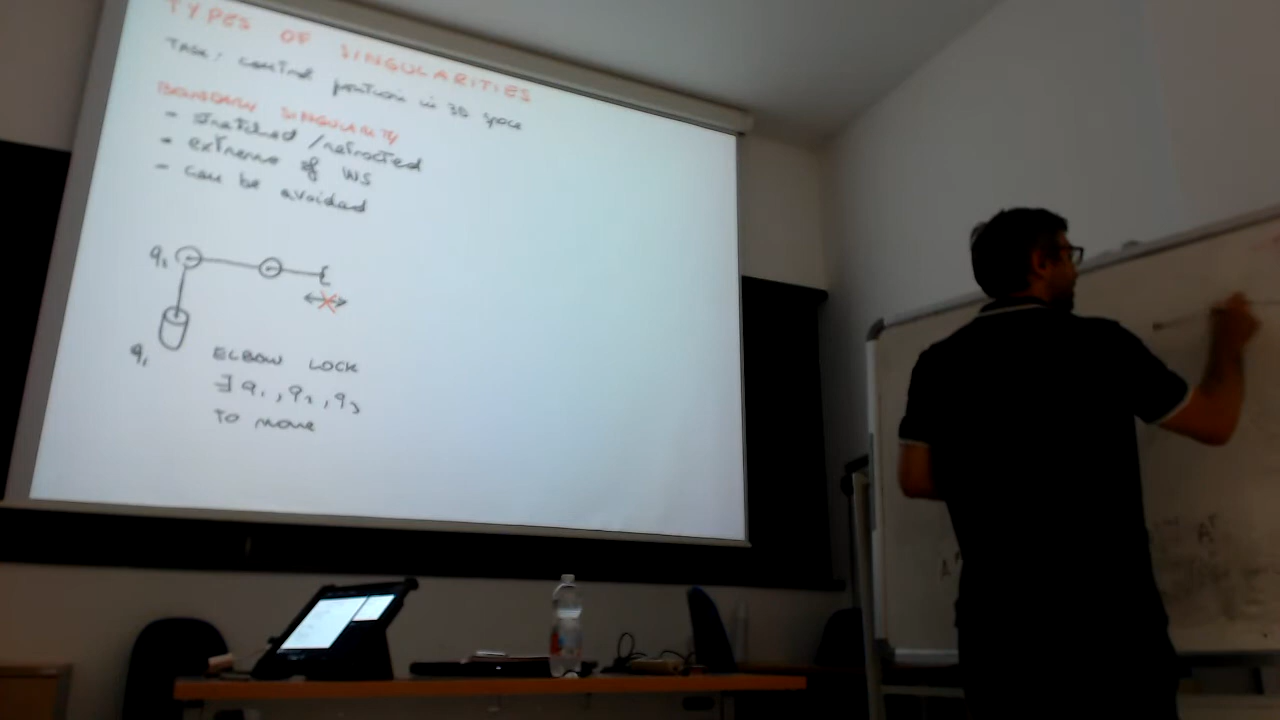 TYPES OF SINGULARITIES
TASK: control position in 3D space
BOUNDARY SINGULARITY
- stretched / retracted
- extreme of WS
- can be avoided
q₁
q₁
ELBOW LOCK
∃ q₁, q₂, q₃
TO MOVE
A^T